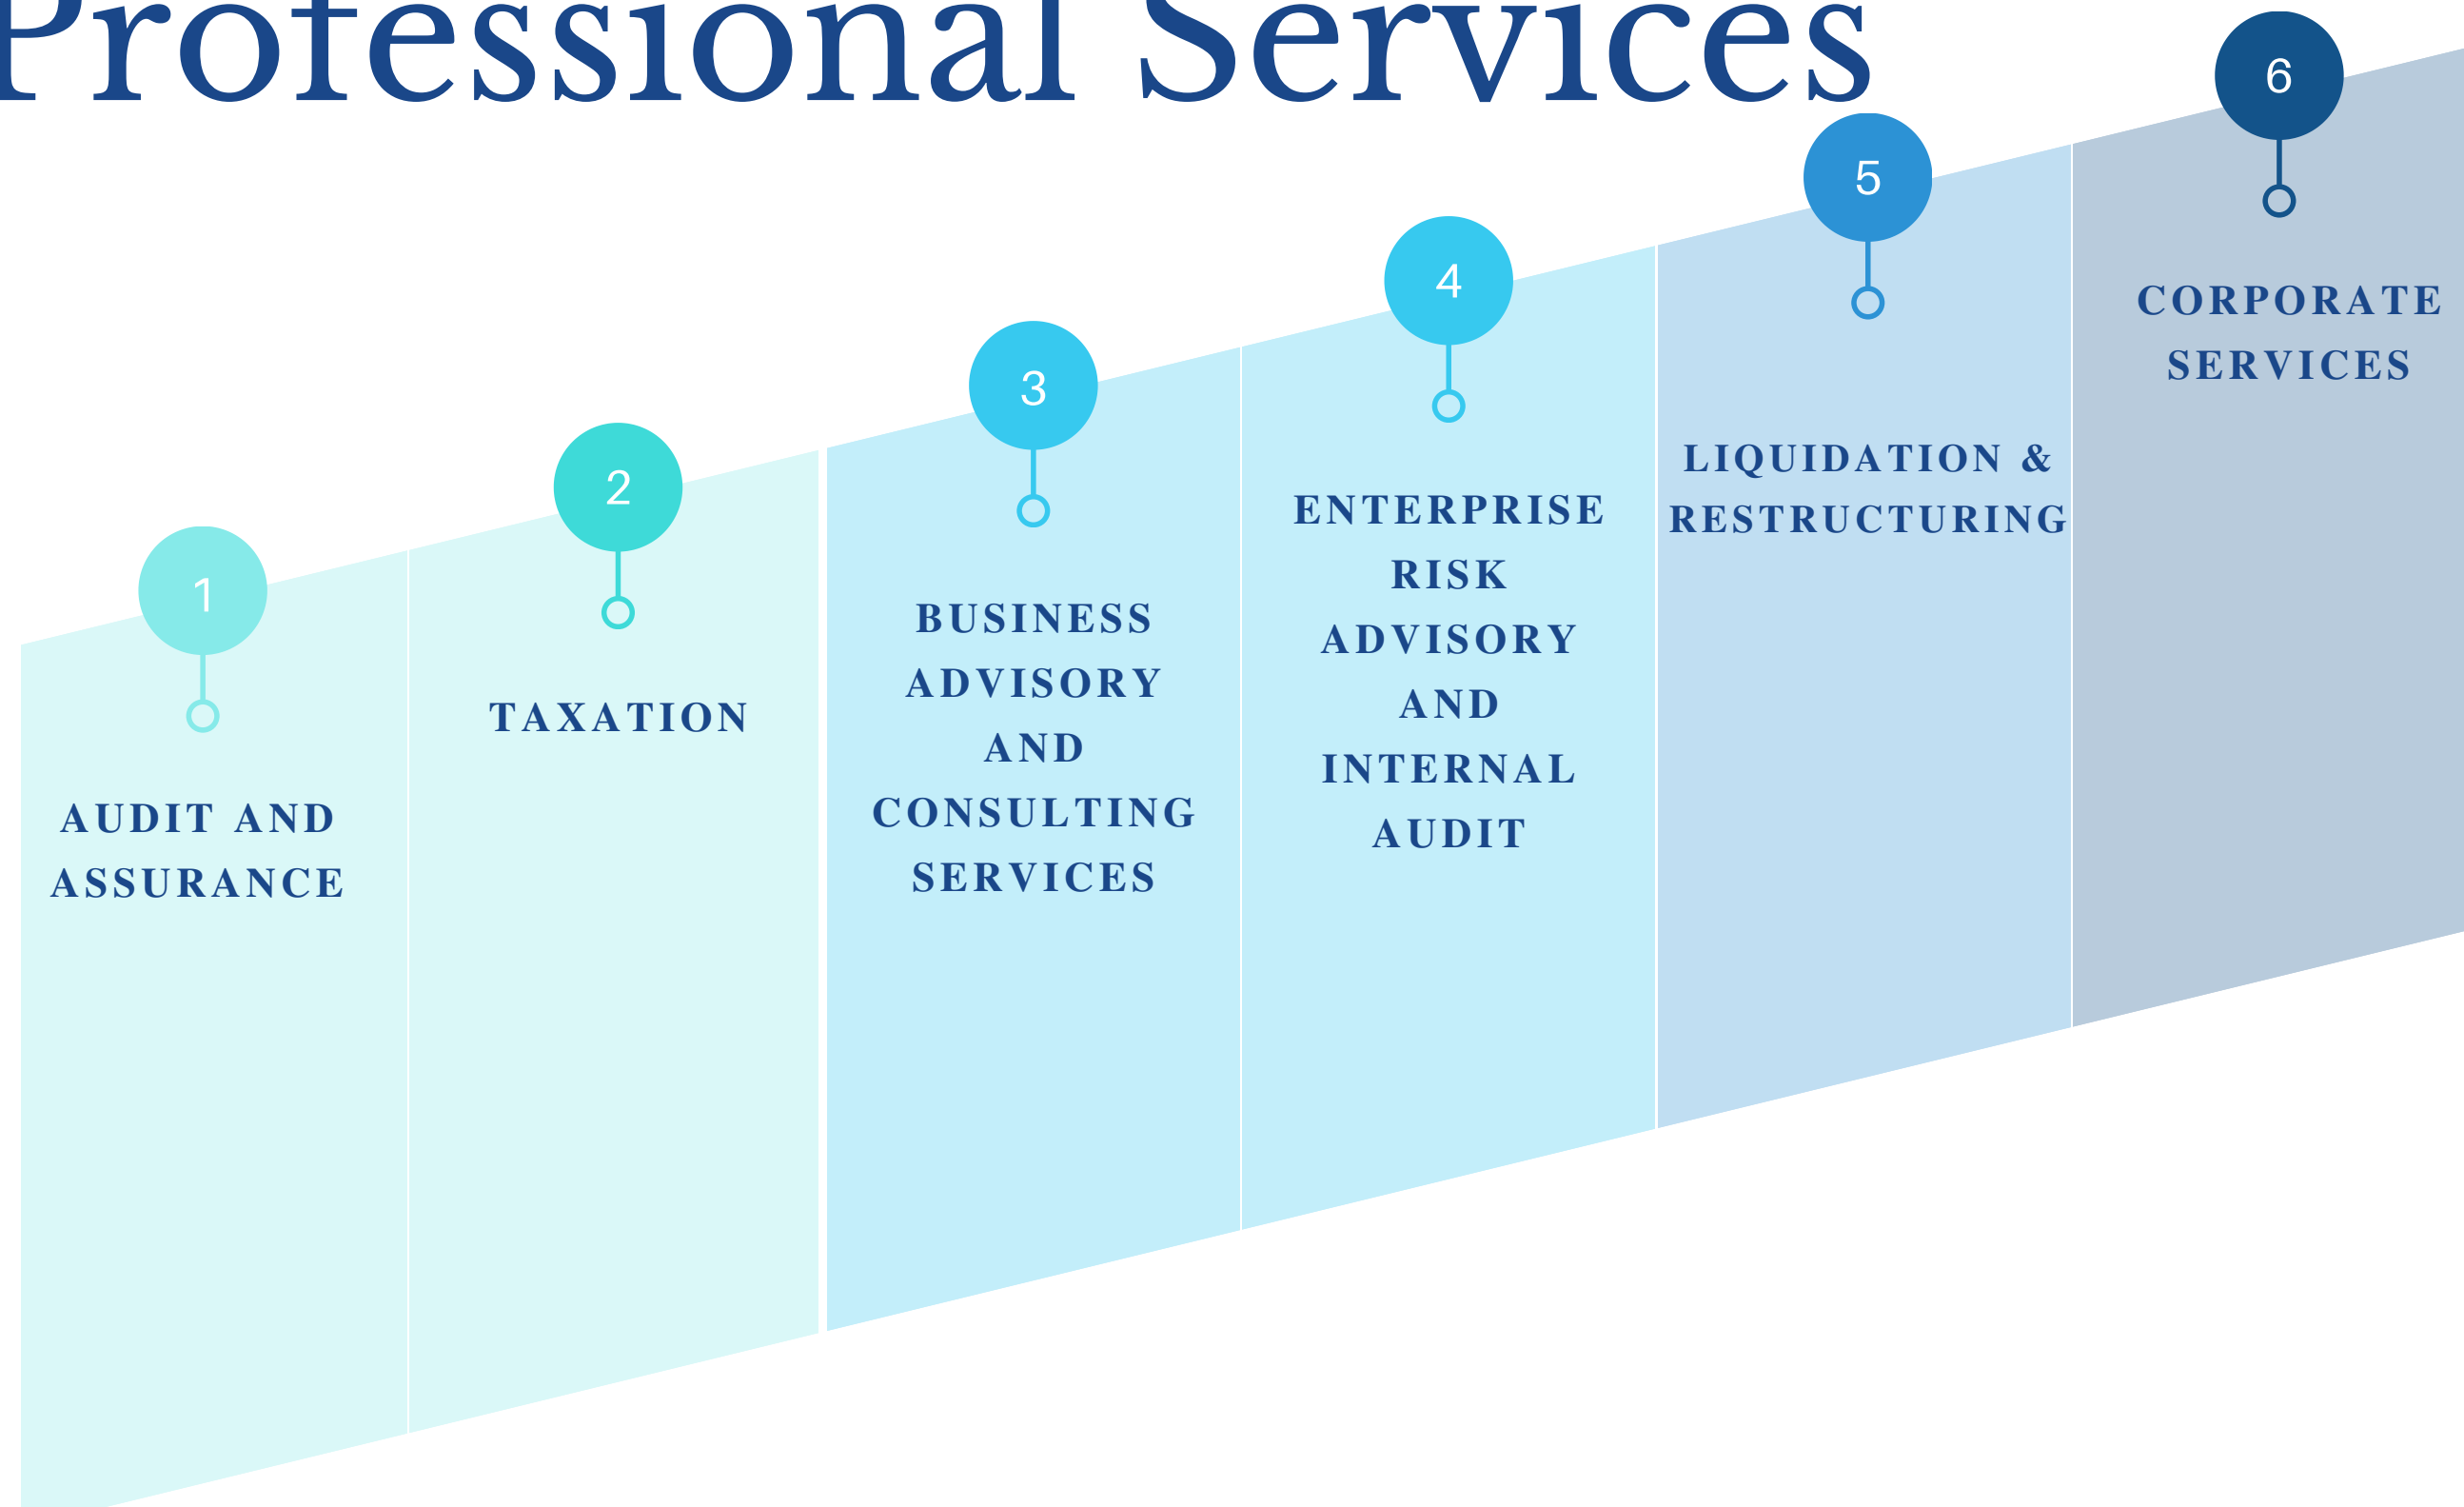 Professional Services
1
AUDIT AND
ASSURANCE
2
TAXATION
3
BUSINESS
ADVISORY
AND
CONSULTING
SERVICES
4
ENTERPRISE
RISK
ADVISORY
AND
INTERNAL
AUDIT
5
LIQUIDATION &
RESTRUCTURING
6
CORPORATE
SERVICES